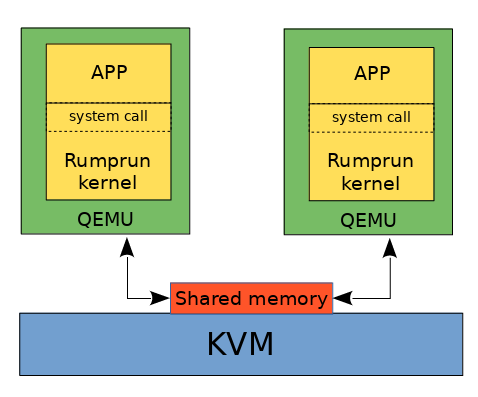 APP
system call
Rumprun
kernel
QEMU
APP
system call
Rumprun
kernel
QEMU
Shared memory
KVM